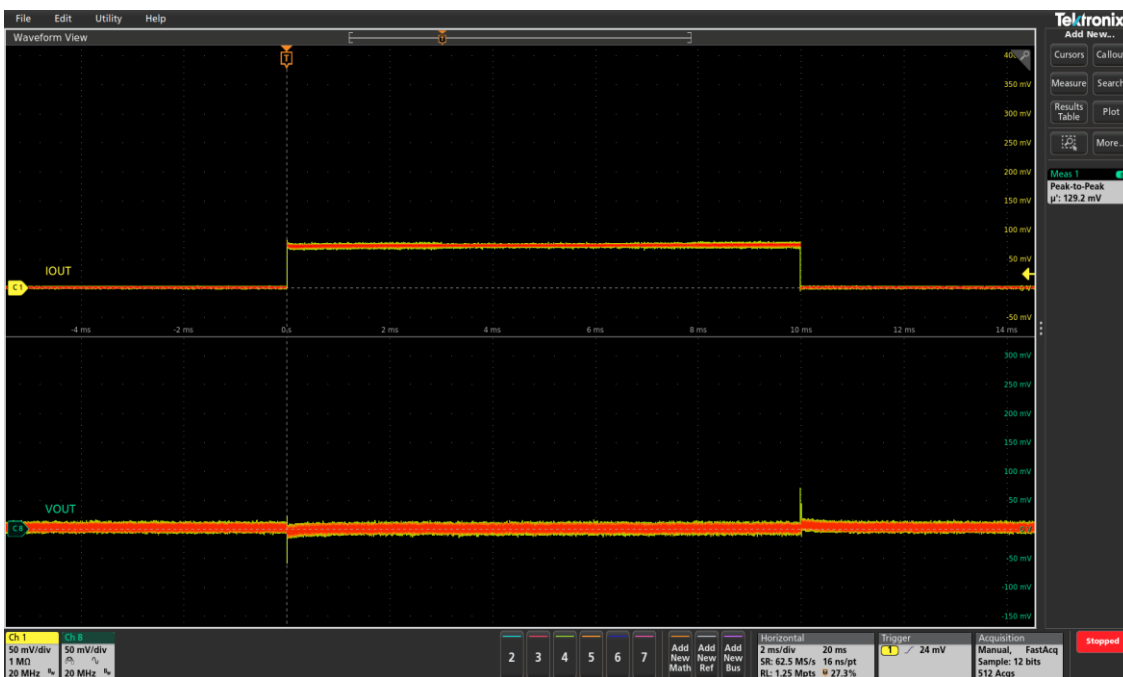 File Edit Utility Help
Tektronix
Waveform View
Add New...
Cursors
Measure Search
Results Table Plot
More...
Meas 1
Peak-to-Peak
µ': 129.2 mV
T
T
350 mV
300 mV
250 mV
200 mV
150 mV
100 mV
50 mV
0 V
-50 mV
IOUT
C 1
-4 ms -2 ms 0 s 2 ms 4 ms 6 ms 8 ms 10 ms 12 ms 14 ms
300 mV
250 mV
200 mV
150 mV
100 mV
50 mV
-50 mV
-100 mV
-150 mV
VOUT
C 8
Ch 1
50 mV/div
1 MΩ
20 MHz Bw
Ch 8
50 mV/div
20 MHz Bw
2 3 4 5 6 7
Add New Math
Add New Ref
Add New Bus
Horizontal
2 ms/div 20 ms
SR: 62.5 MS/s 16 ns/pt
RL: 1.25 Mpts 27.3%
Trigger
1 24 mV
Acquisition
Manual, FastAcq
Sample: 12 bits
512 Acqs
Stopped